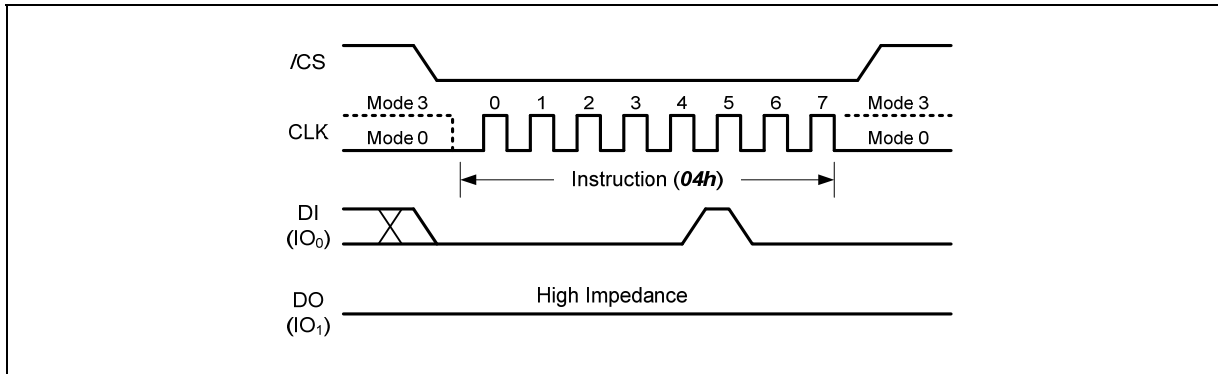 /CS
Mode 3 0 1 2 3 4 5 6 7 Mode 3
CLK
Mode 0 Mode 0
Instruction (04h)
DI
(IO₀)
High Impedance
DO
(IO₁)